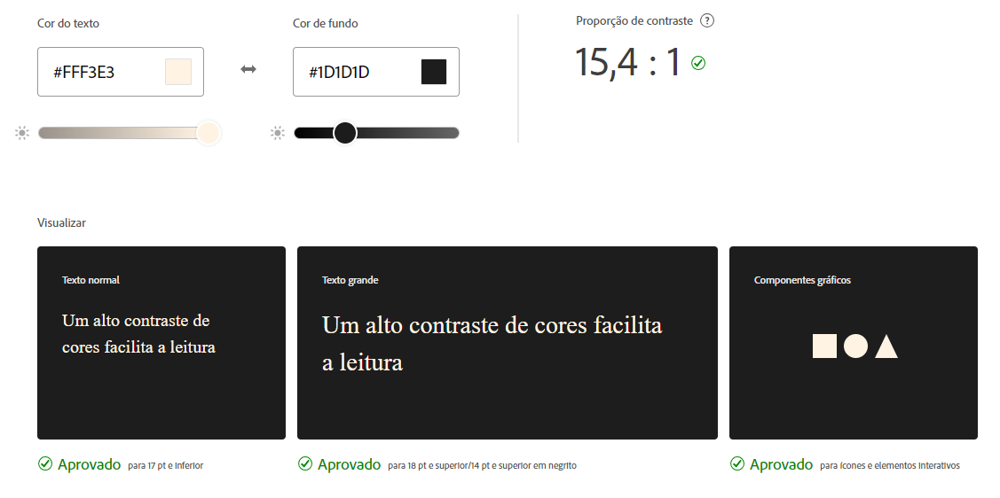 Cor do texto
Cor de fundo
Proporção de contraste ?
#FFF3E3
#1D1D1D
15,4 : 1
Visualizar
Texto normal
Um alto contraste de
cores facilita a leitura
Texto grande
Um alto contraste de cores facilita
a leitura
Componentes gráficos
Aprovado para 17 pt e inferior
Aprovado para 18 pt e superior/14 pt e superior em negrito
Aprovado para ícones e elementos interativos